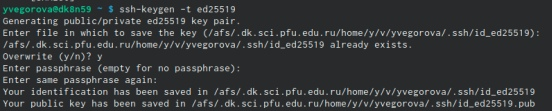 yvegorova@dk8n59 ~ $ ssh-keygen -t ed25519
Generating public/private ed25519 key pair.
Enter file in which to save the key (/afs/.dk.sci.pfu.edu.ru/home/y/v/yvegorova/.ssh/id_ed25519):
/afs/.dk.sci.pfu.edu.ru/home/y/v/yvegorova/.ssh/id_ed25519 already exists.
Overwrite (y/n)? y
Enter passphrase (empty for no passphrase):
Enter same passphrase again:
Your identification has been saved in /afs/.dk.sci.pfu.edu.ru/home/y/v/yvegorova/.ssh/id_ed25519
Your public key has been saved in /afs/.dk.sci.pfu.edu.ru/home/y/v/yvegorova/.ssh/id_ed25519.pub